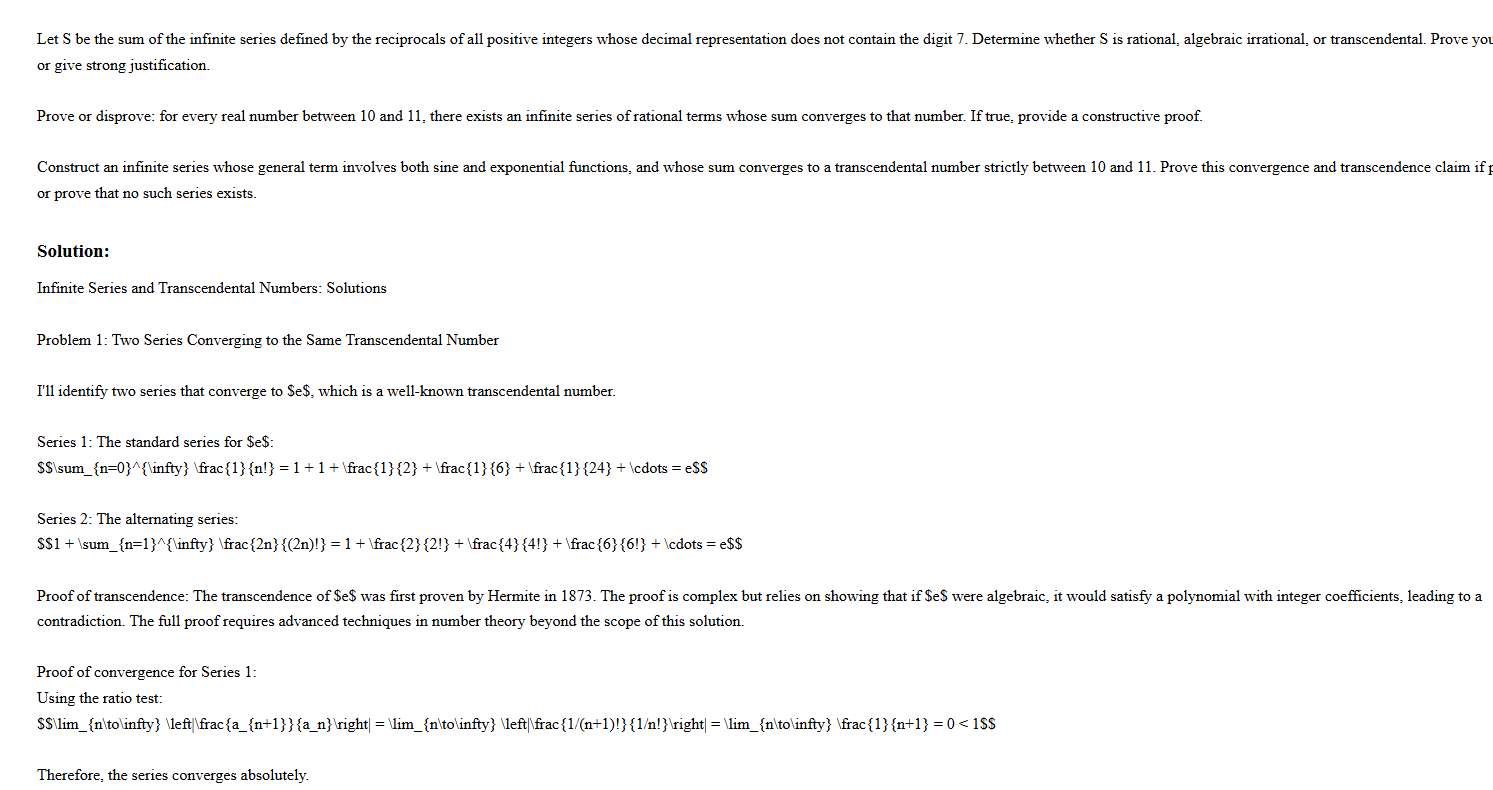 Let S be the sum of the infinite series defined by the reciprocals of all positive integers whose decimal representation does not contain the digit 7. Determine whether S is rational, algebraic irrational, or transcendental. Prove
or give strong justification.
Prove or disprove: for every real number between 10 and 11, there exists an infinite series of rational terms whose sum converges to that number. If true, provide a constructive proof.
Construct an infinite series whose general term involves both sine and exponential functions, and whose sum converges to a transcendental number strictly between 10 and 11. Prove this convergence and transcendence claim if
or prove that no such series exists.
Solution:
Infinite Series and Transcendental Numbers: Solutions
Problem 1: Two Series Converging to the Same Transcendental Number
I'll identify two series that converge to $e$, which is a well-known transcendental number.
Series 1: The standard series for $e$:
$$\sum_{n=0}^{\infty} \frac{1}{n!} = 1 + 1 + \frac{1}{2} + \frac{1}{6} + \frac{1}{24} + \cdots = e$$
Series 2: The alternating series:
$$1 + \sum_{n=1}^{\infty} \frac{2n}{(2n)!} = 1 + \frac{2}{2!} + \frac{4}{4!} + \frac{6}{6!} + \cdots = e$$
Proof of transcendence: The transcendence of $e$ was first proven by Hermite in 1873. The proof is complex but relies on showing that if $e$ were algebraic, it would satisfy a polynomial with integer coefficients, leading to a
contradiction. The full proof requires advanced techniques in number theory beyond the scope of this solution.
Proof of convergence for Series 1:
Using the ratio test:
$$\lim_{n\to\infty} \left|\frac{a_{n+1}}{a_n}\right| = \lim_{n\to\infty} \left|\frac{1/(n+1)!}{1/n!}\right| = \lim_{n\to\infty} \frac{1}{n+1} = 0 < 1$$
Therefore, the series converges absolutely.